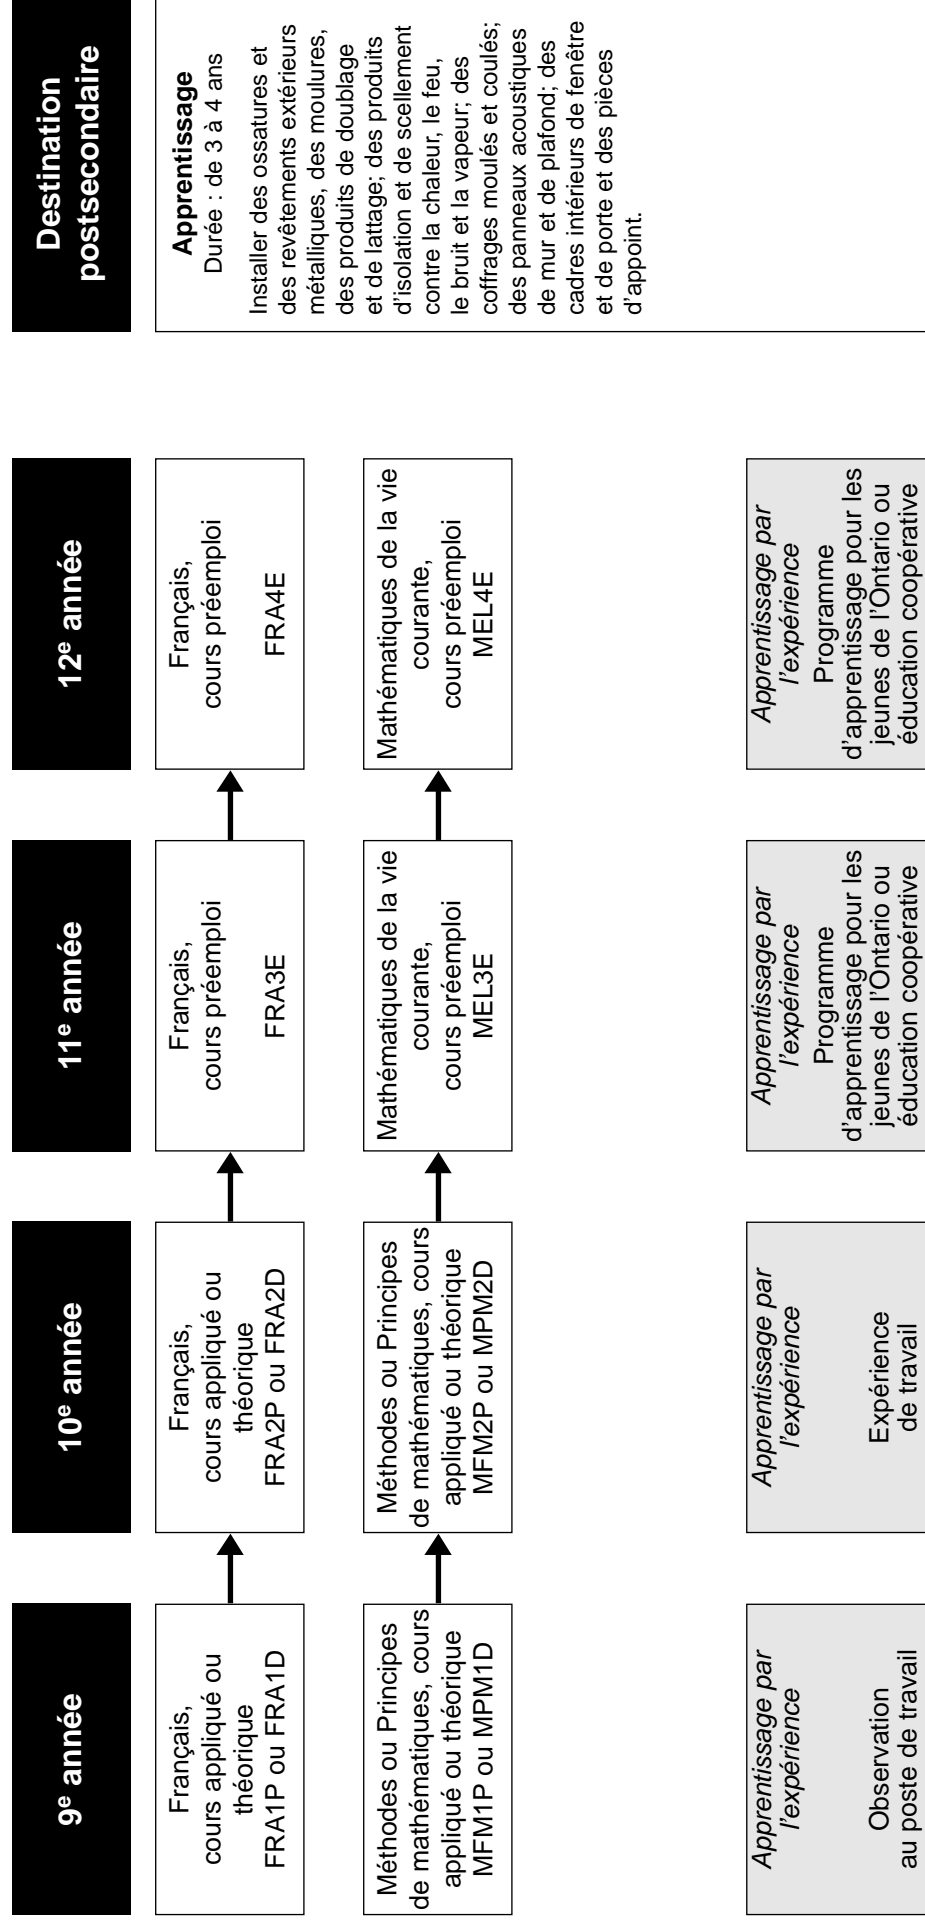 9e année
10e année
11e année
12e année
Destination
postsecondaire
Français,
cours appliqué ou
théorique
FRA1P ou FRA1D
Français,
cours appliqué ou
théorique
FRA2P ou FRA2D
Français,
cours préemploi
FRA3E
Français,
cours préemploi
FRA4E
Apprentissage
Durée : de 3 à 4 ans
Installer des ossatures et
des revêtements extérieurs
métalliques, des moulures,
des produits de doublage
et de lattage; des produits
d'isolation et de scellement
contre la chaleur, le feu,
le bruit et la vapeur; des
coffrages moulés et coulés;
des panneaux acoustiques
de mur et de plafond; des
cadres intérieurs de fenêtre
et de porte et des pièces
d'appoint.
Méthodes ou Principes
de mathématiques, cours
appliqué ou théorique
MFM1P ou MPM1D
Méthodes ou Principes
de mathématiques, cours
appliqué ou théorique
MFM2P ou MPM2D
Mathématiques de la vie
courante,
cours préemploi
MEL3E
Mathématiques de la vie
courante,
cours préemploi
MEL4E
Apprentissage par
l'expérience
Observation
au poste de travail
Apprentissage par
l'expérience
Expérience
de travail
Apprentissage par
l'expérience
Programme
d'apprentissage pour les
jeunes de l'Ontario ou
éducation coopérative
Apprentissage par
l'expérience
Programme
d'apprentissage pour les
jeunes de l'Ontario ou
éducation coopérative